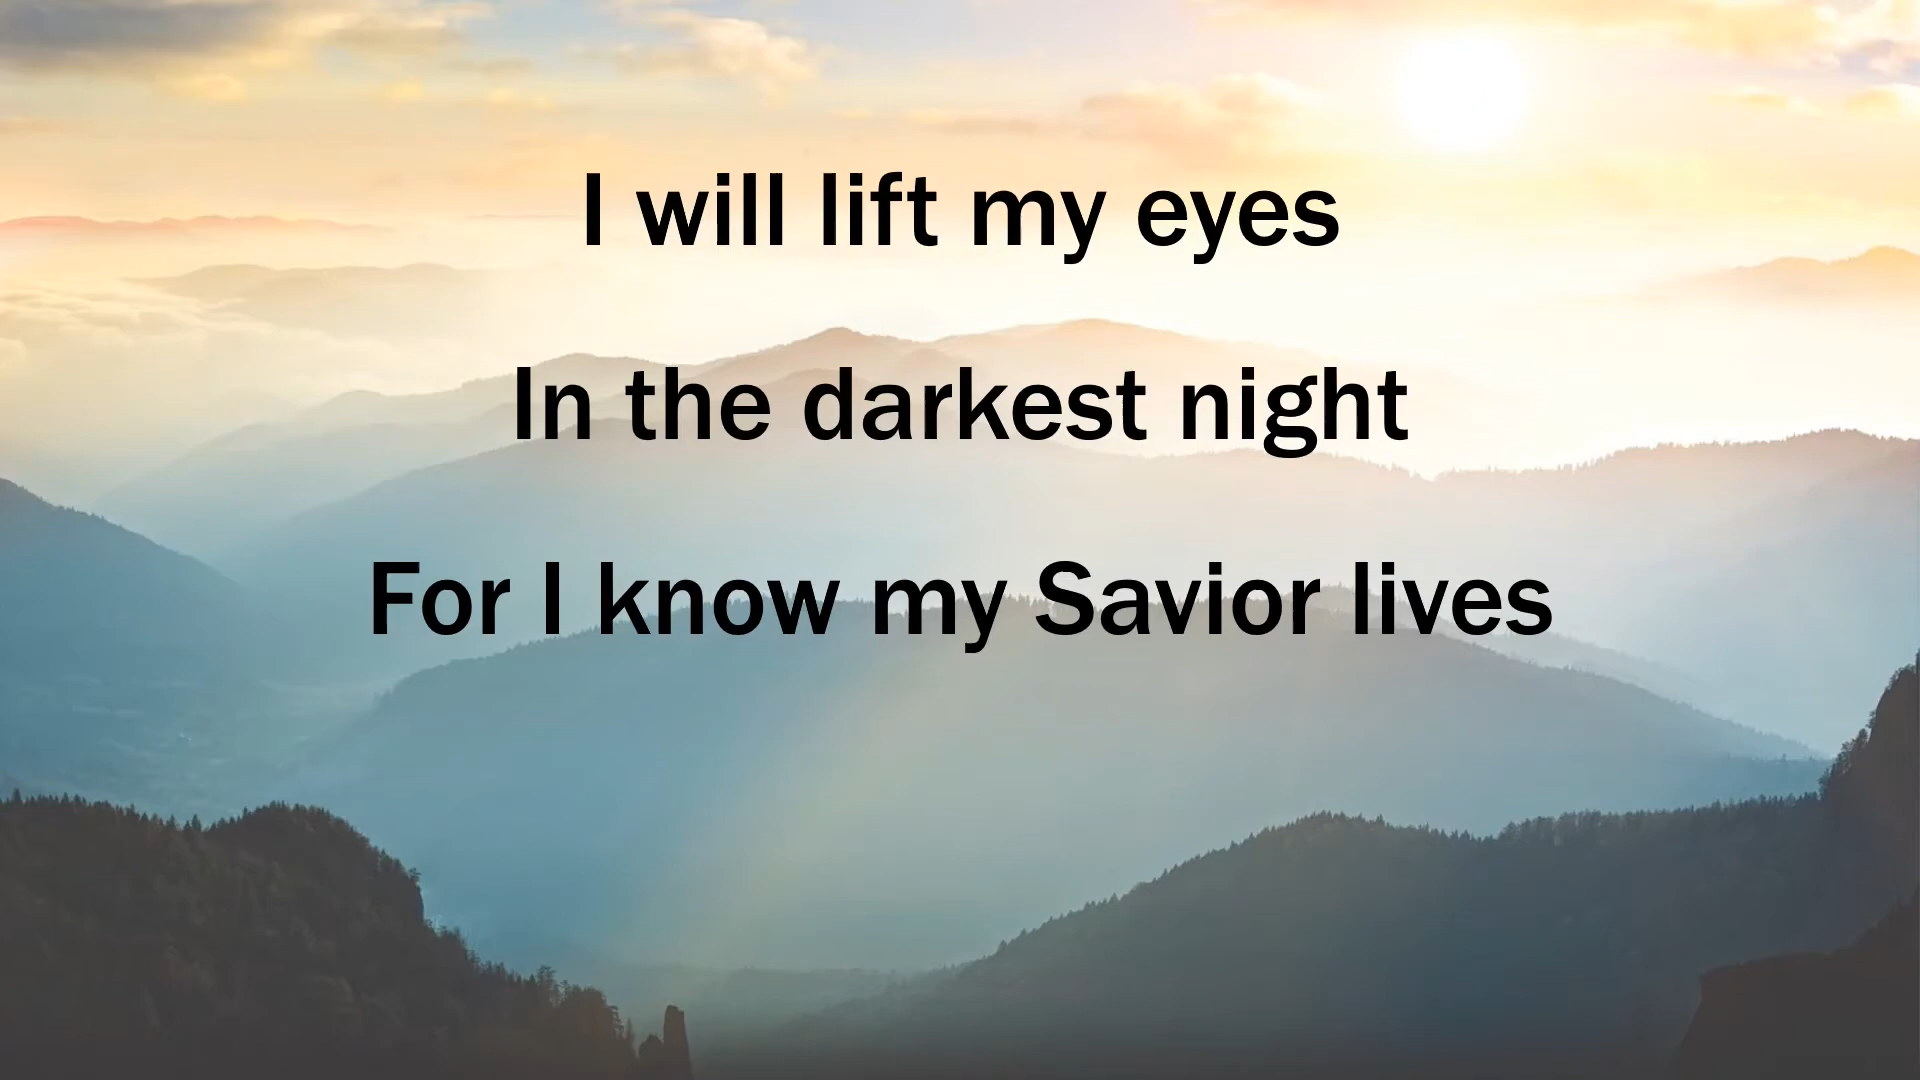 I will lift my eyes
In the darkest night
For I know my Savior lives